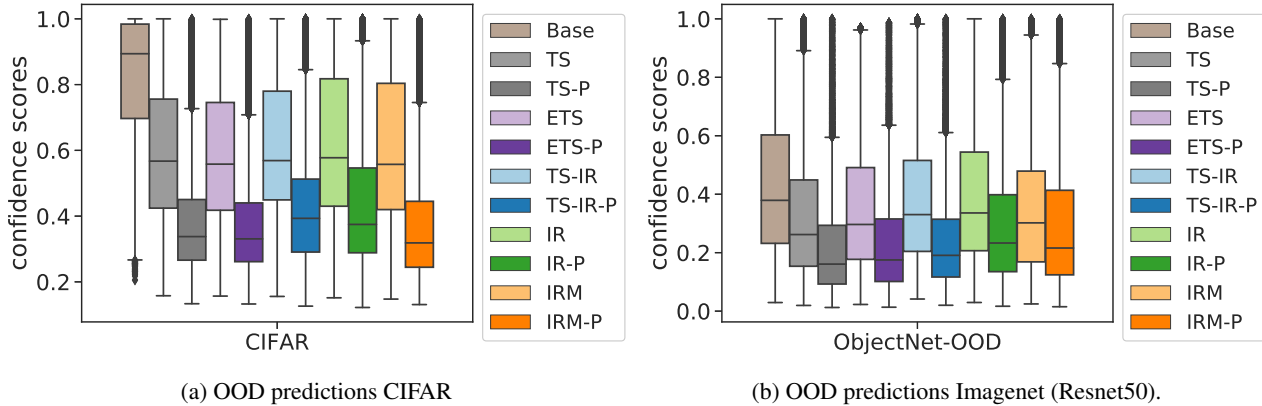 confidence scores
1.0
0.8
0.6
0.4
0.2
CIFAR
Base
TS
TS-P
ETS
ETS-P
TS-IR
TS-IR-P
IR
IR-P
IRM
IRM-P
(a) OOD predictions CIFAR
confidence scores
1.0
0.8
0.6
0.4
0.2
0.0
ObjectNet-OOD
Base
TS
TS-P
ETS
ETS-P
TS-IR
TS-IR-P
IR
IR-P
IRM
IRM-P
(b) OOD predictions Imagenet (Resnet50).